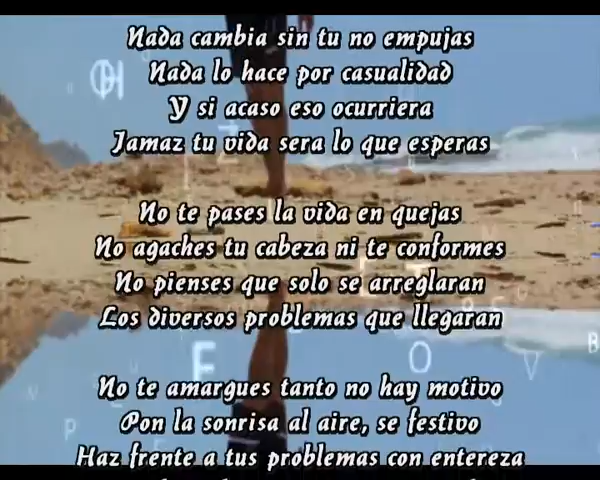 Nada cambia sin tu no empujas
Nada lo hace por casualidad
Y si acaso eso ocurriera
Jamaz tu vida sera lo que esperas
No te pases la vida en quejas
No agaches tu cabeza ni te conformes
No pienses que solo se arreglaran
Los diversos problemas que llegaran
No te amargues tanto no hay motivo
Pon la sonrisa al aire, se festivo
Haz frente a tus problemas con entereza